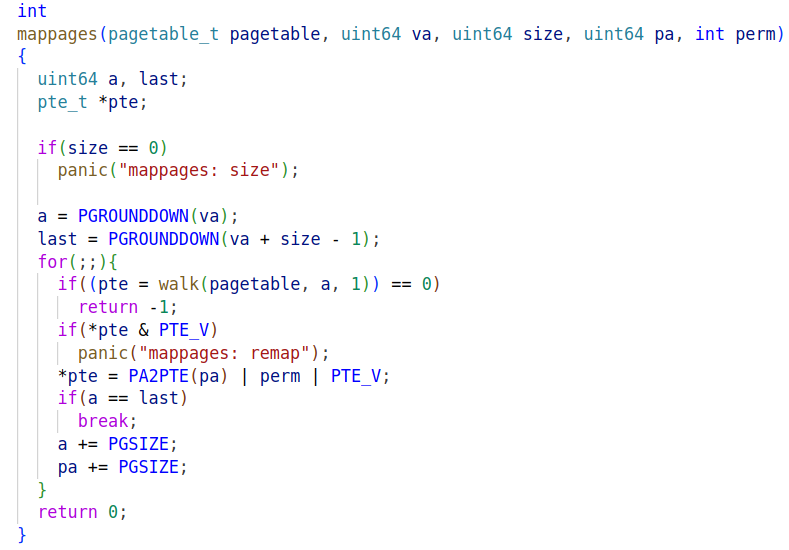 int
mappages(pagetable_t pagetable, uint64 va, uint64 size, uint64 pa, int perm)
{
  uint64 a, last;
  pte_t *pte;

  if(size == 0)
    panic("mappages: size");

  a = PGROUNDDOWN(va);
  last = PGROUNDDOWN(va + size - 1);
  for(;;){
    if((pte = walk(pagetable, a, 1)) == 0)
      return -1;
    if(*pte & PTE_V)
      panic("mappages: remap");
    *pte = PA2PTE(pa) | perm | PTE_V;
    if(a == last)
      break;
    a += PGSIZE;
    pa += PGSIZE;
  }
  return 0;
}